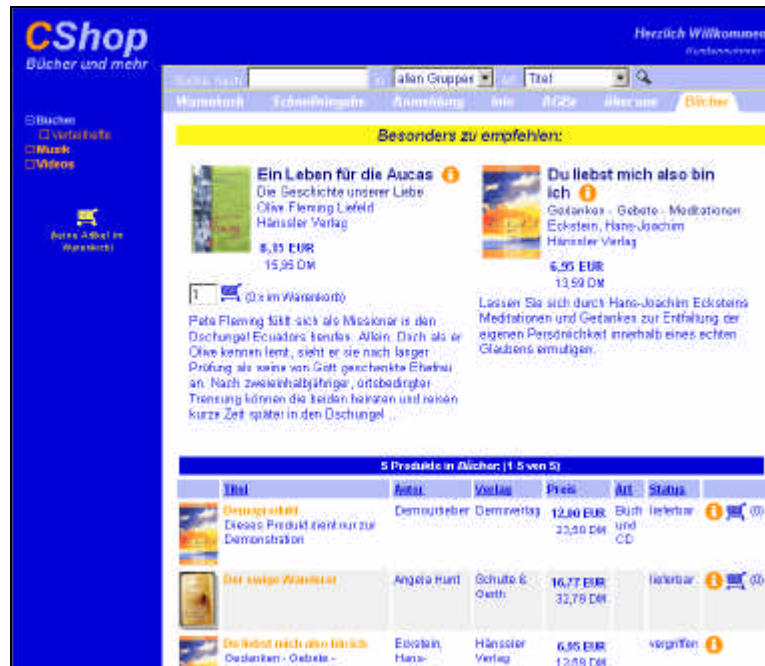 CShop
Bücher und mehr
Herzlich Willkommen
Suche nach
in allen Gruppen
Titel
Warenkorb Schnelleingabe Anmeldung Info AGBs über uns Bücher
Bücher
Musik
Videos
Keine Artikel im
Warenkorb!
Besonders zu empfehlen:
Ein Leben für die Aucas
Die Geschichte unserer Liebe
Olive Fleming Liefeld
Hänssler Verlag
EUR
15,95 DM
1 (0 x im Warenkorb)
Pete Fleming fühlt sich als Missionar in den
Dschungel Ecuadors berufen. Allein. Doch als er
Olive kennen lernt, sieht er sie nach langer
Prüfung als seine von Gott geschenkte Ehefrau
an. Nach zweieinhalbjähriger, ortsbedingter
Trennung können die beiden heiraten und reisen
kurze Zeit später in den Dschungel ...
Du liebst mich also bin
ich
Gedanken - Gebete - Meditationen
Eckstein, Hans-Joachim
Hänssler Verlag
6,95 EUR
13,59 DM
Lassen Sie sich durch Hans-Joachim Ecksteins
Meditationen und Gedanken zur Entfaltung der
eigenen Persönlichkeit innerhalb eines echten
Glaubens ermutigen.
5 Produkte in Bücher: (1-5 von 5)
Titel Autor Verlag Preis Art Status
Demoprodukt
Dieses Produkt dient nur zur
Demonstration
Demourheber Demoverlag 12,00 EUR
DM
Buch
und
CD
lieferbar (0)
Der ewige Wanderer Angela Hunt Schulte &
Gerth
16,77 EUR
32,79 DM
lieferbar (0)
Du liebst mich also bin ich
Gedanken - Gebete -
Eckstein,
Hans-
Hänssler
Verlag
6,95 EUR
13,59 DM
vergriffen